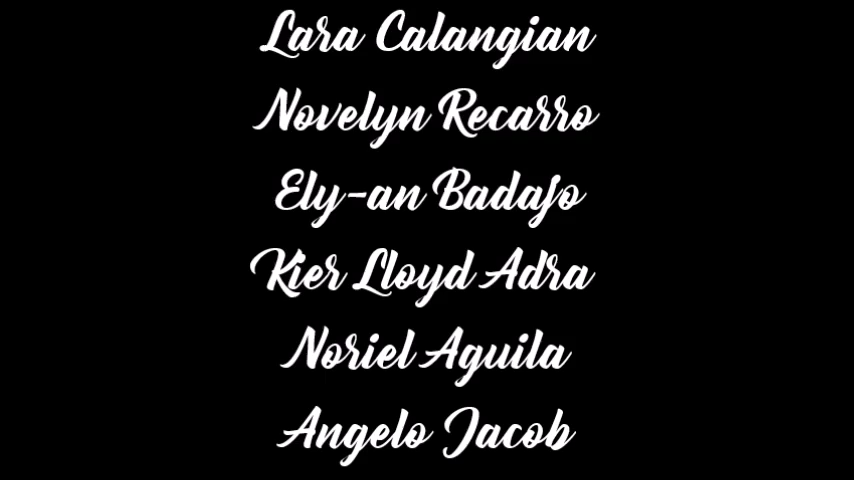 Lara Calangian
Novelyn Recarro
Ely-an Badajo
Kier Lloyd Adra
Noriel Aguila
Angelo Jacob